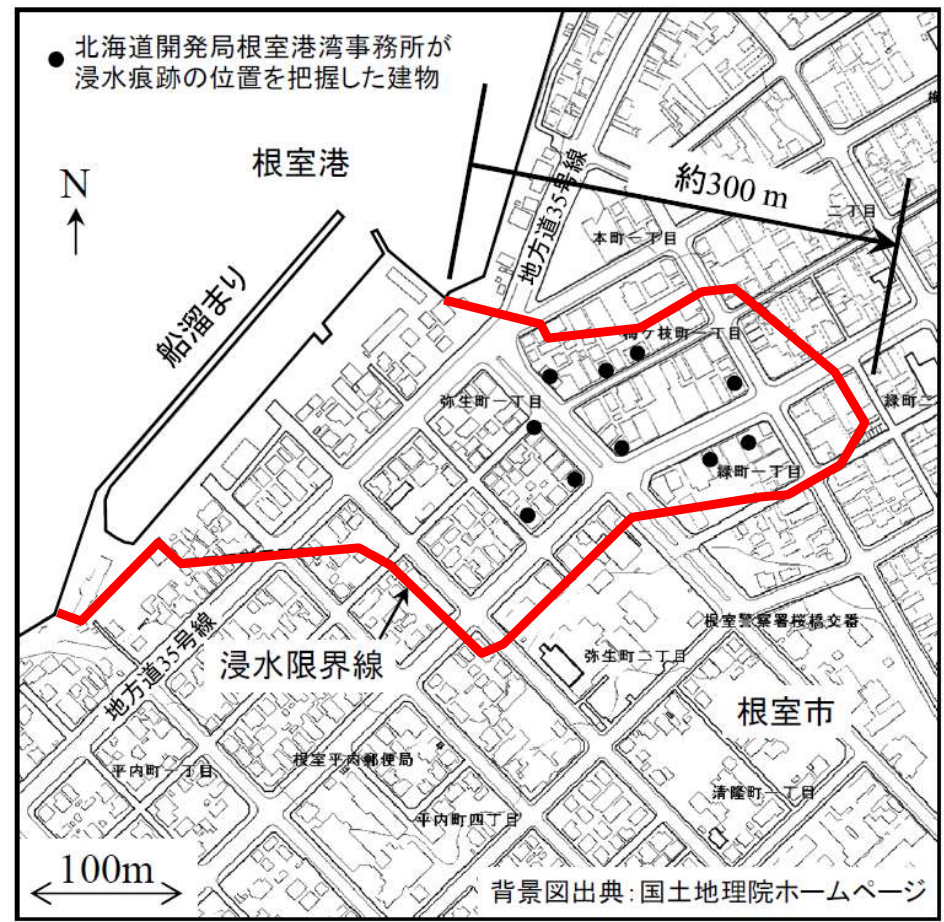 北海道開発局根室港湾事務所が
浸水痕跡の位置を把握した建物
根室港
N
約300 m
地方道35号線
二丁目
本町一丁目
船溜まり
梅ケ枝町一丁目
弥生町一丁目
緑町二
緑町一丁目
根室警察署桜橋交番
地方道35号線
浸水限界線
弥生町二丁目
根室市
根室平内郵便局
平内町一丁目
清隆町一丁目
平内町四丁目
100m
背景図出典:国土地理院ホームページ